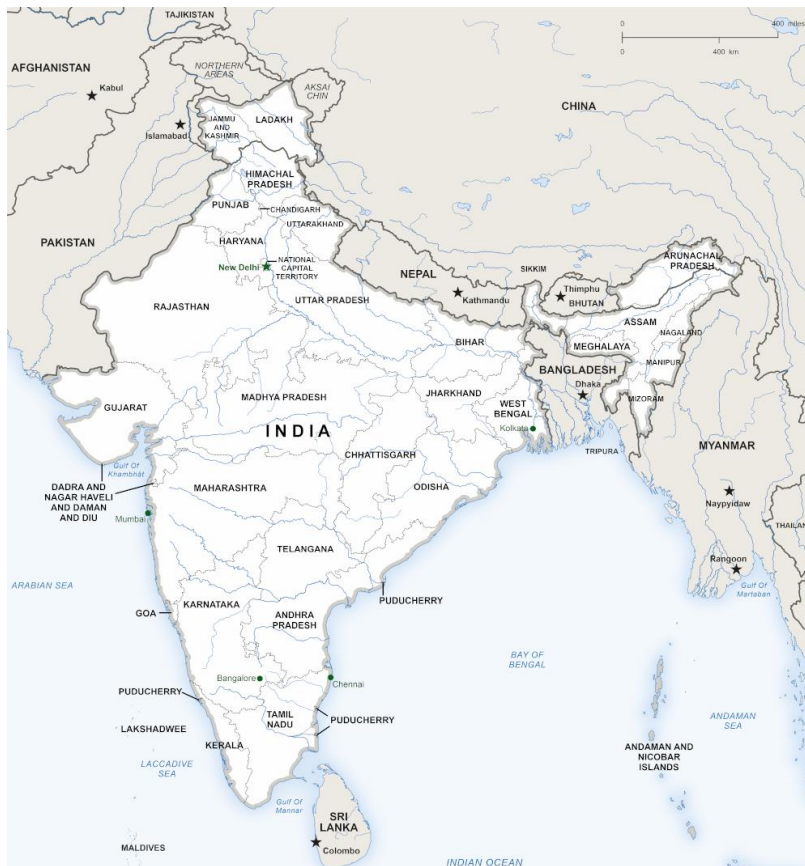 TAJIKISTAN
0
400 miles
0
400 km
AFGHANISTAN
Kabul
NORTHERN
AREAS
AKSAI
CHIN
CHINA
Islamabad
JAMMU
AND
KASHMIR
LADAKH
HIMACHAL
PRADESH
PUNJAB
CHANDIGARH
UTTARAKHAND
PAKISTAN
HARYANA
New Delhi
NATIONAL
CAPITAL
TERRITORY
NEPAL
Kathmandu
SIKKIM
Thimphu
BHUTAN
ARUNACHAL
PRADESH
RAJASTHAN
UTTAR PRADESH
ASSAM
NAGALAND
BIHAR
MEGHALAYA
MANIPUR
BANGLADESH
Dhaka
GUJARAT
MADHYA PRADESH
JHARKHAND
WEST
BENGAL
Kolkata
MIZORAM
INDIA
TRIPURA
MYANMAR
CHHATTISGARH
Gulf Of
Khambhāt
DADRA AND
NAGAR HAVELI
AND DAMAN
AND DIU
MAHARASHTRA
ODISHA
Naypyidaw
Mumbai
THAILAN
TELANGANA
Rangoon
ARABIAN SEA
Gulf Of
Martaban
GOA
KARNATAKA
PUDUCHERRY
ANDHRA
PRADESH
BAY OF
BENGAL
Bangalore
Chennai
PUDUCHERRY
TAMIL
NADU
PUDUCHERRY
LAKSHADWEE
KERALA
ANDAMAN
SEA
LACCADIVE
SEA
ANDAMAN AND
NICOBAR
ISLANDS
Gulf Of
Mannar
SRI
LANKA
Colombo
MALDIVES
INDIAN OCEAN